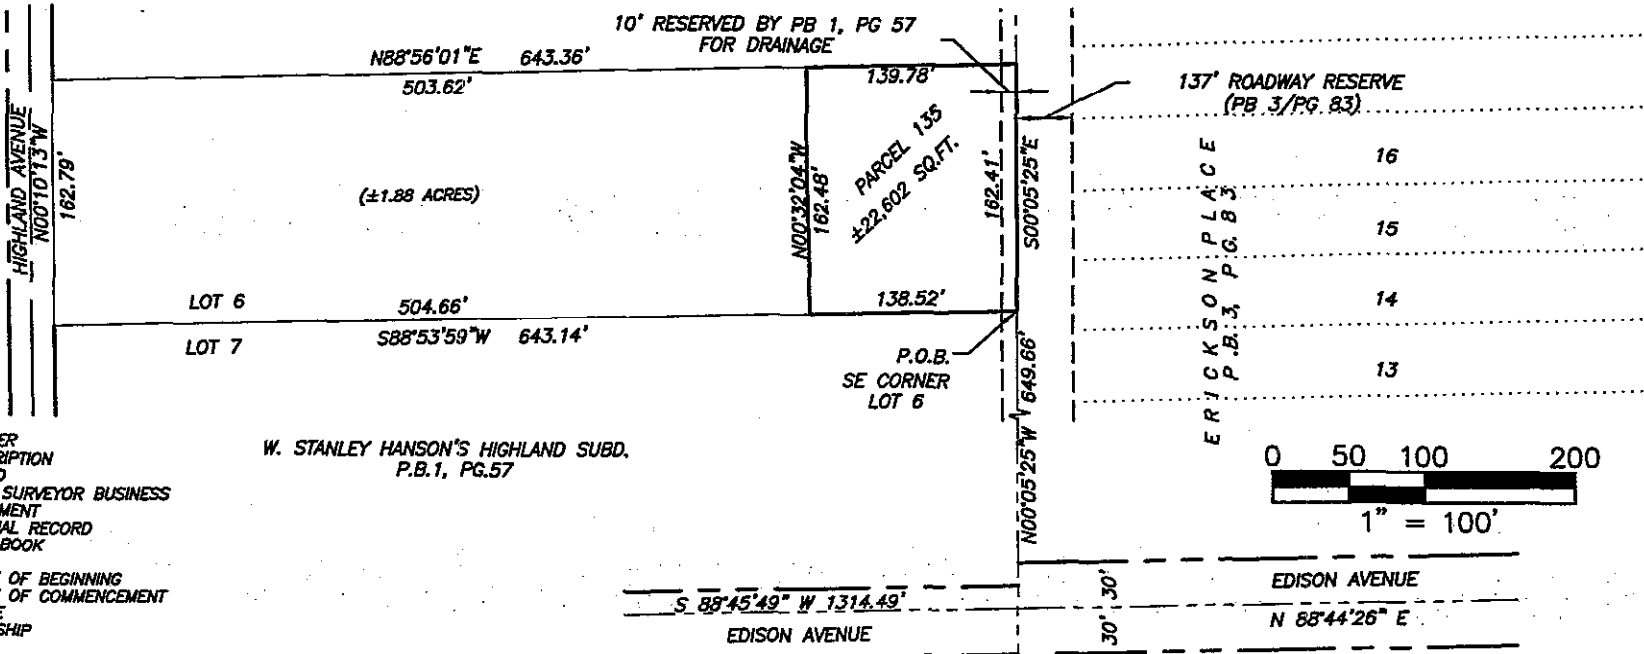 10' RESERVED BY PB 1, PG 57
FOR DRAINAGE
N88°56'01"E 643.36'
503.62'
139.78'
137' ROADWAY RESERVE
(PB 3/PG 83)
HIGHLAND AVENUE
N00°10'13"W
162.79'
(±1.88 ACRES)
N00°32'04"W
162.48'
PARCEL 135
±22,602 SQ.FT.
162.41'
S00°05'25"E
ERICKSON PLACE
P.B. 3, PG. 83
16
15
14
13
LOT 6
504.66'
138.52'
LOT 7
S88°53'59"W 643.14'
P.O.B.
SE CORNER
LOT 6
N00°05'25"W 649.66'
W. STANLEY HANSON'S HIGHLAND SUBD.
P.B.1, PG.57
SURVEYOR BUSINESS
RECORD
BOOK
OF BEGINNING
OF COMMENCEMENT
0 50 100 200
1" = 100'
S 88°45'49" W 1314.49'
EDISON AVENUE
30' 30'
EDISON AVENUE
N 88°44'26" E